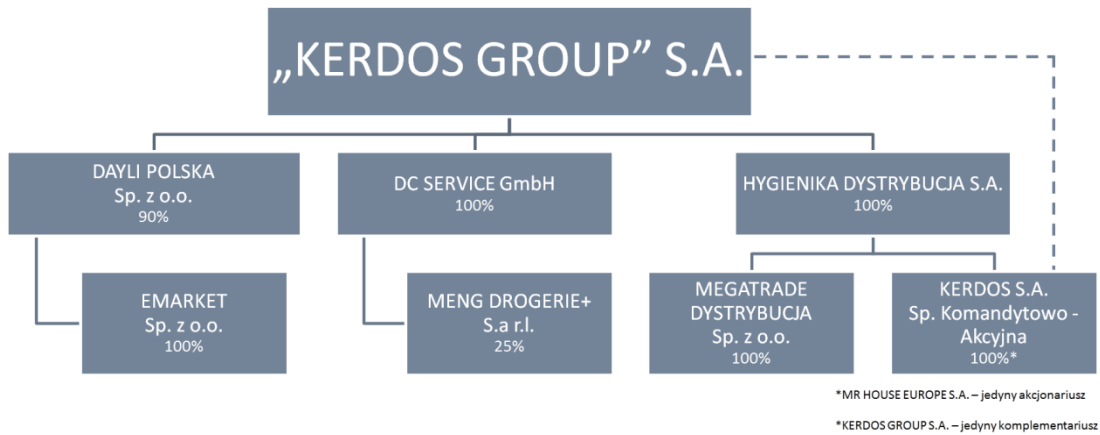 „KERDOS GROUP” S.A.
DAYLI POLSKA
Sp. z o.o.
90%
DC SERVICE GmbH
100%
HYGIENIKA DYSTRYBUCJA S.A.
100%
EMARKET
Sp. z o.o.
100%
MENG DROGERIE+
S.a r.l.
25%
MEGATRADE
DYSTRYBUCJA
Sp. z o.o.
100%
KERDOS S.A.
Sp. Komandytowo -
Akcyjna
100%*
*MR HOUSE EUROPE S.A. – jedyny akcjonariusz
*KERDOS GROUP S.A. – jedyny komplementariusz